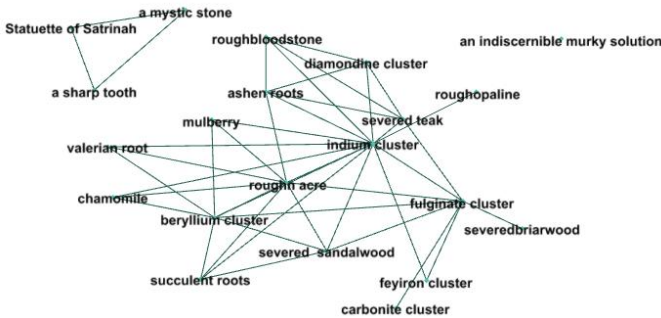 a mystic stone
Statuette of Satrinah
roughbloodstone
an indiscernible murky solution
diamondine cluster
a sharp tooth
ashen roots
roughopaline
mulberry
severed teak
valerian root
indium cluster
roughn acre
chamomile
fulginate cluster
beryllium cluster
severedbriarwood
severed sandalwood
succulent roots
feyiron cluster
carbonite cluster